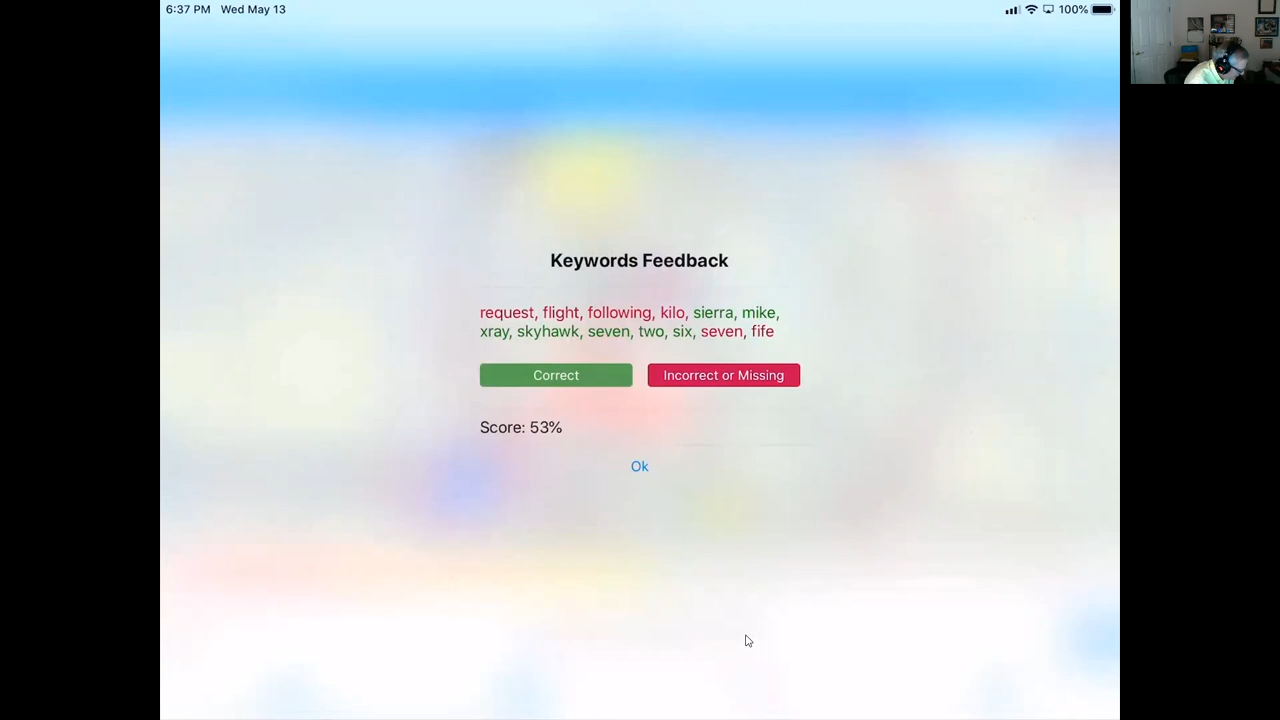 6:37 PM Wed May 13
100%
Keywords Feedback
request, flight, following, kilo, sierra, mike,
xray, skyhawk, seven, two, six, seven, fife
Correct
Incorrect or Missing
Score: 53%
Ok